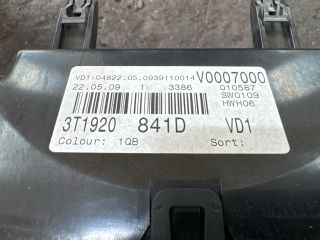 VD1-04822.05.0939110014 V0007000
22.05.09 1 3386 010587
SW0109
HWH06
3T1920 841D VD1
Colour: 1QB Sort: